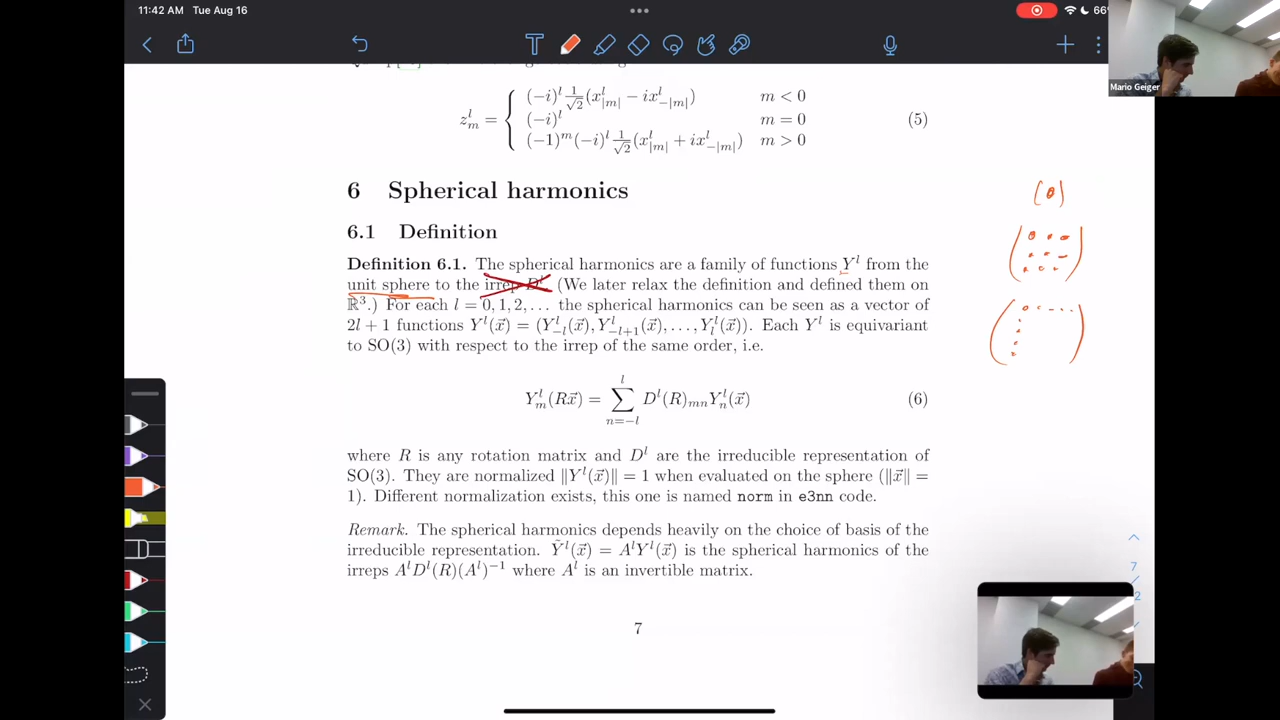 11:42 AM Tue Aug 16
66%
T
Mario Geiger
z^l_m = { (−i)^l 1/√2 (x^l_{|m|} − ix^l_{−|m|}) m < 0
(−i)^l m = 0 (5)
(−1)^m(−i)^l 1/√2 (x^l_{|m|} + ix^l_{−|m|}) m > 0
6 Spherical harmonics
6.1 Definition
Definition 6.1. The spherical harmonics are a family of functions Y^l from the
unit sphere to the irrep D^l. (We later relax the definition and defined them on
ℝ^3.) For each l = 0, 1, 2, . . . the spherical harmonics can be seen as a vector of
2l + 1 functions Y^l(x⃗) = (Y^l_{−l}(x⃗), Y^l_{−l+1}(x⃗), . . . , Y^l_l(x⃗)). Each Y^l is equivariant
to SO(3) with respect to the irrep of the same order, i.e.
Y^l_m(Rx⃗) = ∑_{n=−l}^{l} D^l(R)_{mn}Y^l_n(x⃗) (6)
where R is any rotation matrix and D^l are the irreducible representation of
SO(3). They are normalized ‖Y^l(x⃗)‖ = 1 when evaluated on the sphere (‖x⃗‖ =
1). Different normalization exists, this one is named norm in e3nn code.
Remark. The spherical harmonics depends heavily on the choice of basis of the
irreducible representation. Ỹ^l(x⃗) = A^lY^l(x⃗) is the spherical harmonics of the
irreps A^lD^l(R)(A^l)^{−1} where A^l is an invertible matrix.
7
7